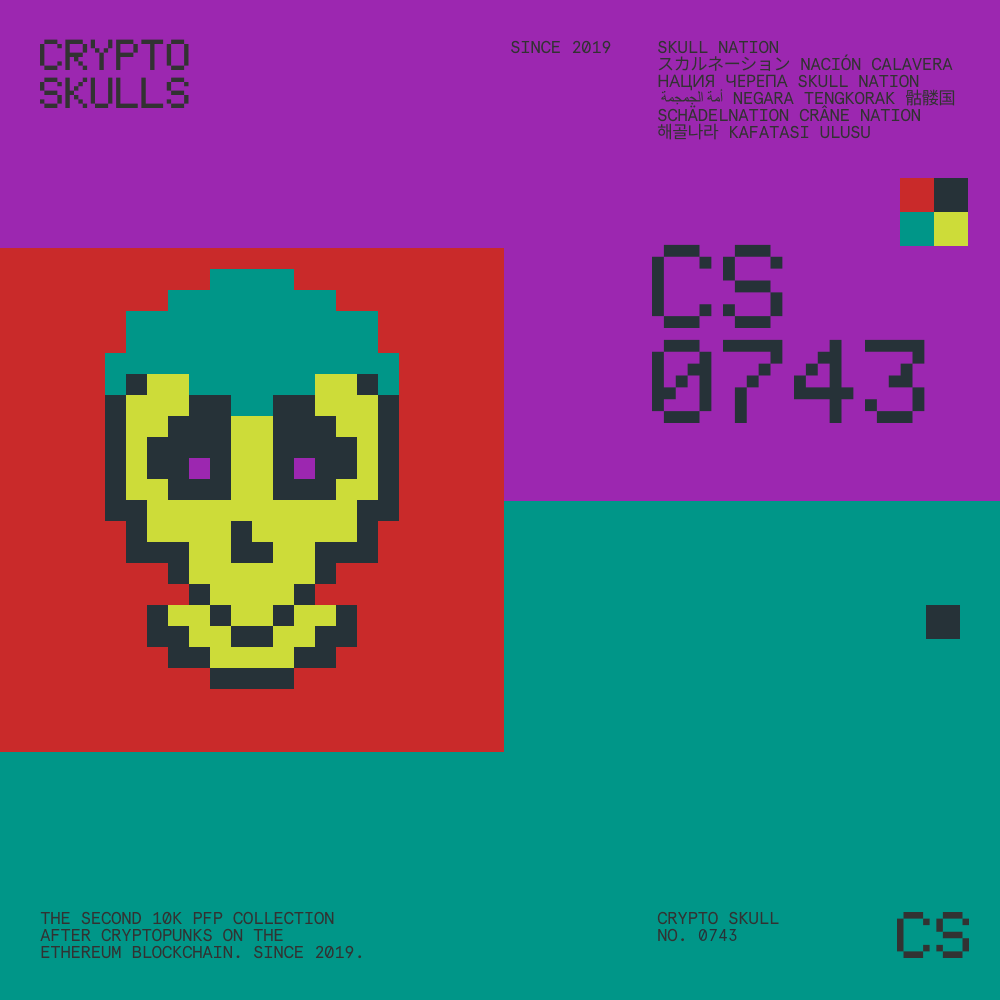 CRYPTO
SKULLS
SINCE 2019
SKULL NATION
スカルネーション NACIÓN CALAVERA
НАЦИЯ ЧЕРЕПА SKULL NATION
أمة الجمجمة NEGARA TENGKORAK 骷髏国
SCHÄDELNATION CRÂNE NATION
해골나라 KAFATASI ULUSU
CS
0743
THE SECOND 10K PFP COLLECTION
AFTER CRYPTOPUNKS ON THE
ETHEREUM BLOCKCHAIN. SINCE 2019.
CRYPTO SKULL
NO. 0743
CS